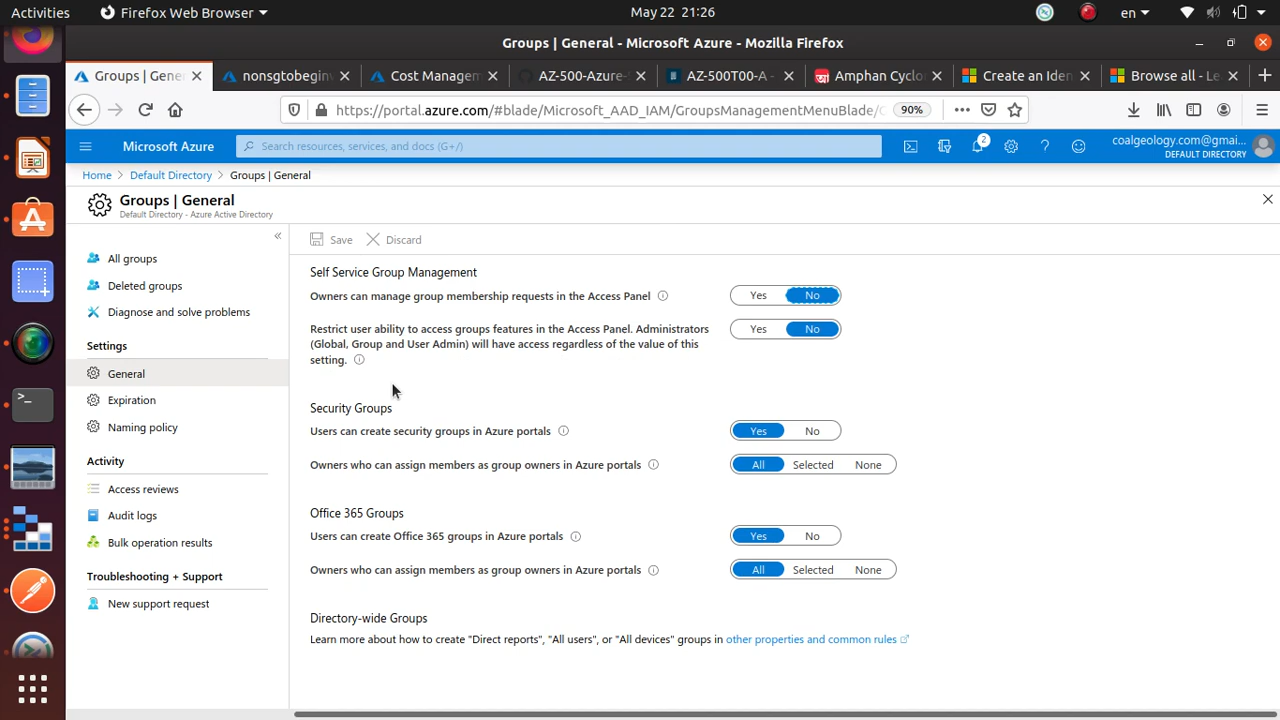 Activities
Firefox Web Browser
May 22 21:26
en
Groups | General - Microsoft Azure - Mozilla Firefox
Groups | Gene
nonsgtobegin
Cost Managem
AZ-500-Azure-S
AZ-500T00-A -
Amphan Cyclo
Create an Iden
Browse all - Le
https://portal.azure.com/#blade/Microsoft_AAD_IAM/GroupsManagementMenuBlade/
90%
Microsoft Azure
Search resources, services, and docs (G+/)
2
coalgeology.com@gmai...
DEFAULT DIRECTORY
Home > Default Directory > Groups | General
Groups | General
Default Directory - Azure Active Directory
All groups
Deleted groups
Diagnose and solve problems
Settings
General
Expiration
Naming policy
Activity
Access reviews
Audit logs
Bulk operation results
Troubleshooting + Support
New support request
Save
Discard
Self Service Group Management
Owners can manage group membership requests in the Access Panel
Yes No
Restrict user ability to access groups features in the Access Panel. Administrators
(Global, Group and User Admin) will have access regardless of the value of this
setting.
Yes No
Security Groups
Users can create security groups in Azure portals
Yes No
Owners who can assign members as group owners in Azure portals
All Selected None
Office 365 Groups
Users can create Office 365 groups in Azure portals
Yes No
Owners who can assign members as group owners in Azure portals
All Selected None
Directory-wide Groups
Learn more about how to create "Direct reports", "All users", or "All devices" groups in other properties and common rules